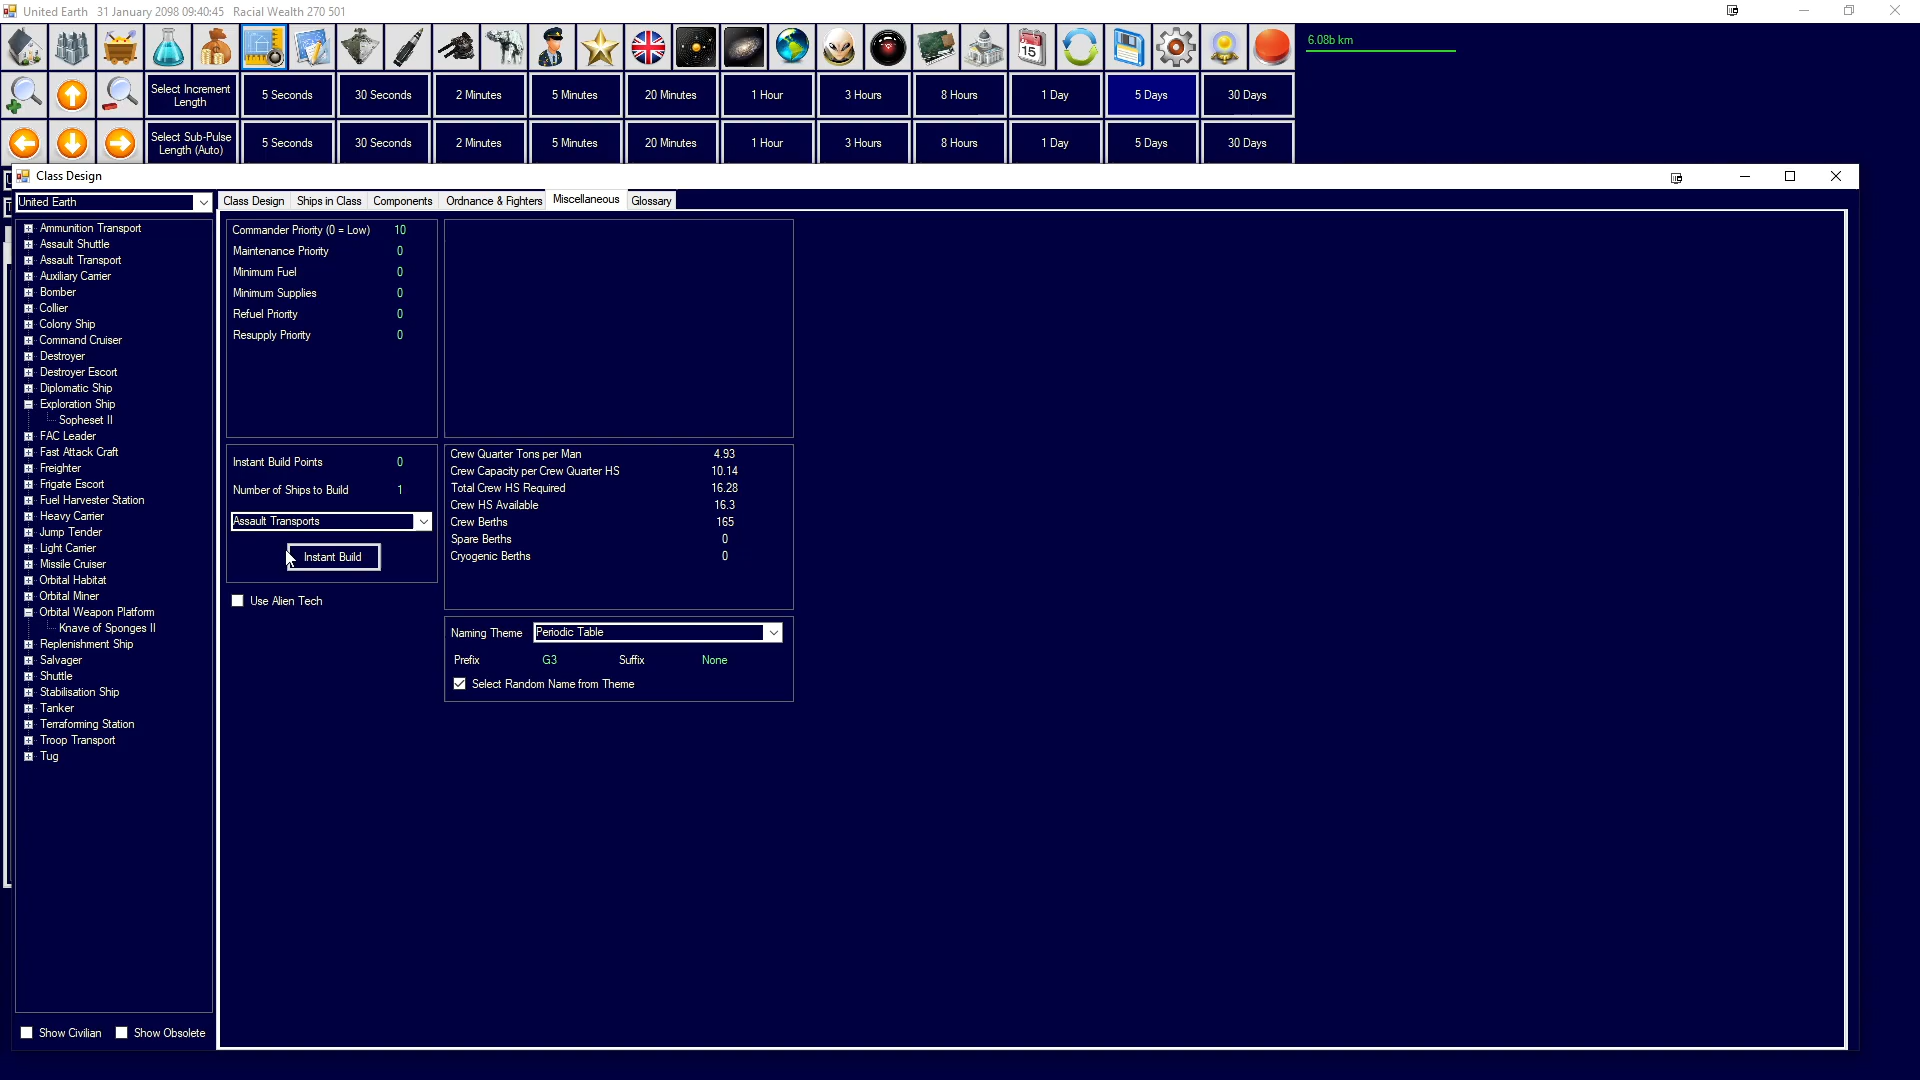 United Earth 31 January 2098 09:40:45 Racial Wealth 270 501
6.08b km
15
Select Increment Length 5 Seconds 30 Seconds 2 Minutes 5 Minutes 20 Minutes 1 Hour 3 Hours 8 Hours 1 Day 5 Days 30 Days
Select Sub-Pulse Length (Auto) 5 Seconds 30 Seconds 2 Minutes 5 Minutes 20 Minutes 1 Hour 3 Hours 8 Hours 1 Day 5 Days 30 Days
Class Design
United Earth
Class Design Ships in Class Components Ordnance & Fighters Miscellaneous Glossary
Ammunition Transport
Assault Shuttle
Assault Transport
Auxiliary Carrier
Bomber
Collier
Colony Ship
Command Cruiser
Destroyer
Destroyer Escort
Diplomatic Ship
Exploration Ship
Sopheset II
FAC Leader
Fast Attack Craft
Freighter
Frigate Escort
Fuel Harvester Station
Heavy Carrier
Jump Tender
Light Carrier
Missile Cruiser
Orbital Habitat
Orbital Miner
Orbital Weapon Platform
Knave of Sponges II
Replenishment Ship
Salvager
Shuttle
Stabilisation Ship
Tanker
Terraforming Station
Troop Transport
Tug
Show Civilian Show Obsolete
Commander Priority (0 = Low) 10
Maintenance Priority 0
Minimum Fuel 0
Minimum Supplies 0
Refuel Priority 0
Resupply Priority 0
Instant Build Points 0
Number of Ships to Build 1
Assault Transports
Instant Build
Use Alien Tech
Crew Quarter Tons per Man 4.93
Crew Capacity per Crew Quarter HS 10.14
Total Crew HS Required 16.28
Crew HS Available 16.3
Crew Berths 165
Spare Berths 0
Cryogenic Berths 0
Naming Theme Periodic Table
Prefix G3 Suffix None
Select Random Name from Theme